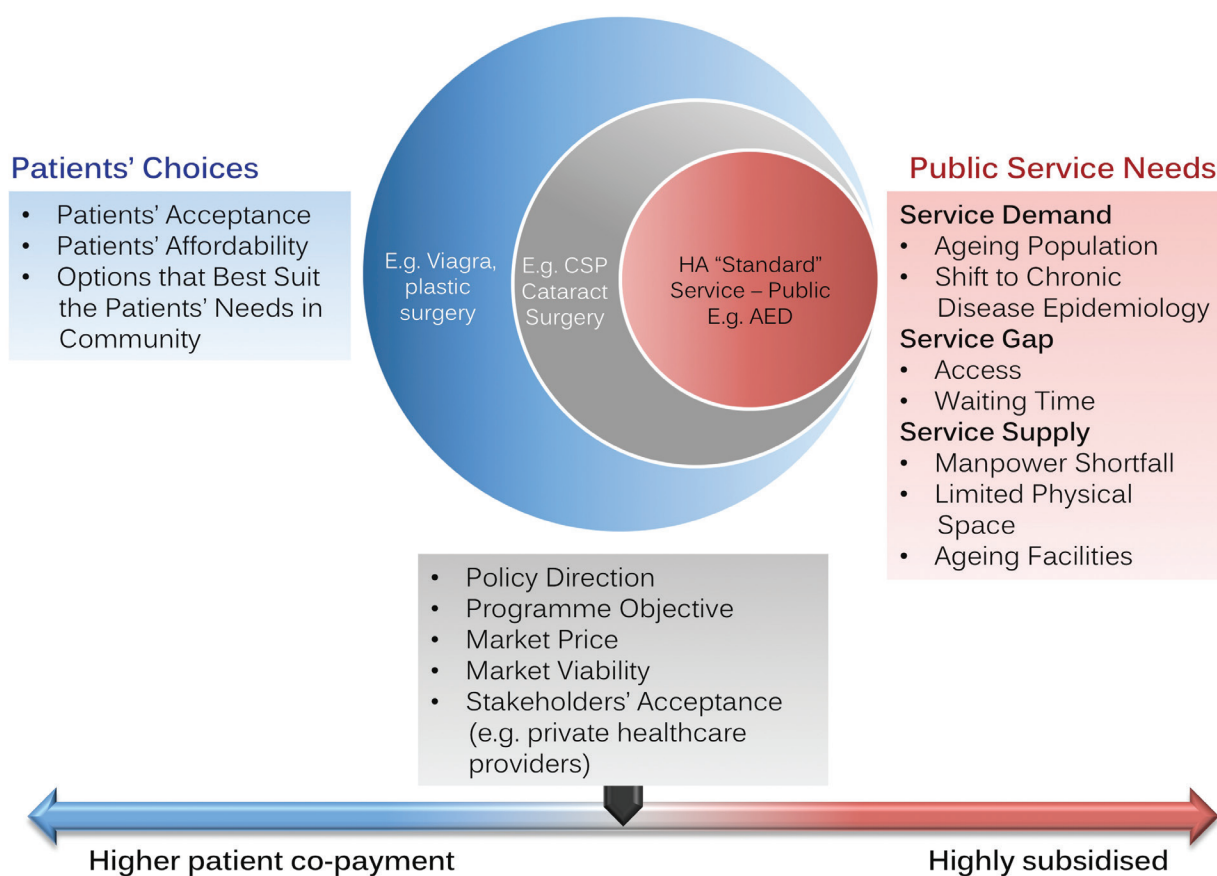 Patients' Choices
• Patients' Acceptance
• Patients' Affordability
• Options that Best Suit
the Patients' Needs in
Community
E.g. Viagra,
plastic
surgery
E.g. CSP
Cataract
Surgery
HA “Standard”
Service – Public
E.g. AED
Public Service Needs
Service Demand
• Ageing Population
• Shift to Chronic
Disease Epidemiology
Service Gap
• Access
• Waiting Time
Service Supply
• Manpower Shortfall
• Limited Physical
Space
• Ageing Facilities
• Policy Direction
• Programme Objective
• Market Price
• Market Viability
• Stakeholders' Acceptance
(e.g. private healthcare
providers)
Higher patient co-payment
Highly subsidised